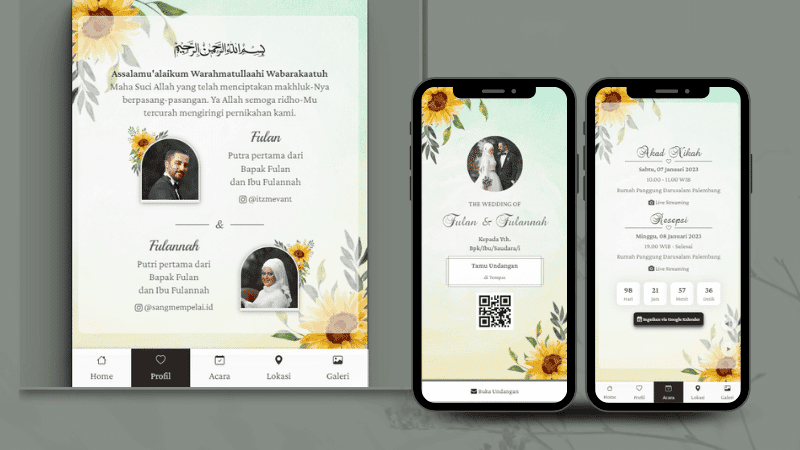 بسم الله الرحمن الرحيم
Assalamu'alaikum Warahmatullaahi Wabarakaatuh
Maha Suci Allah yang telah menciptakan makhluk-Nya
berpasang-pasangan. Ya Allah semoga ridho-Mu
tercurah mengiringi pernikahan kami.
Fulan
Putra pertama dari
Bapak Fulan
dan Ibu Fulannah
@itzmevant
&
Fulannah
Putri pertama dari
Bapak Fulan
dan Ibu Fulannah
@sangmempelai.id
Home
Profil
Acara
Lokasi
Galeri
THE WEDDING OF
Fulan & Fulannah
Kepada Yth.
Bpk/Ibu/Saudara/i
Tamu Undangan
di Tempat
Buka Undangan
Akad Nikah
Sabtu, 07 Januari 2023
10.00 - 11.00 WIB
Rumah Panggung Darusalam Palembang
Live Streaming
Resepsi
Minggu, 08 Januari 2023
19.00 WIB - Selesai
Rumah Panggung Darusalam Palembang
Live Streaming
98 21 57 36
Hari Jam Menit Detik
Ingatkan via Google Kalender
Home
Profil
Acara
Lokasi
Galeri